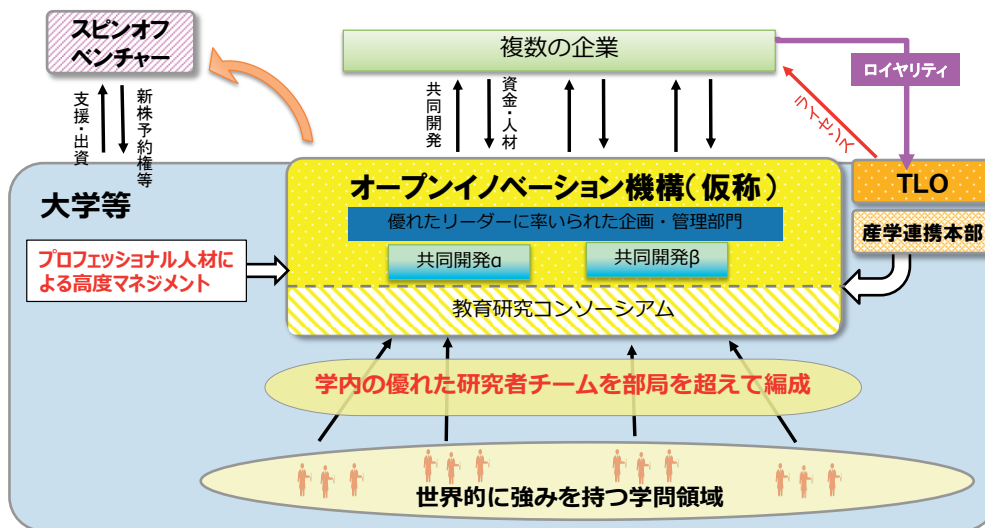 スピンオフ
ベンチャー
複数の企業
ロイヤリティ
支援・出資
新株予約権等
共同開発
資金・人材
ライセンス
大学等
オープンイノベーション機構(仮称)
TLO
優れたリーダーに率いられた企画・管理部門
産学連携本部
プロフェッショナル人材に
よる高度マネジメント
共同開発α
共同開発β
教育研究コンソーシアム
学内の優れた研究者チームを部局を超えて編成
世界的に強みを持つ学問領域